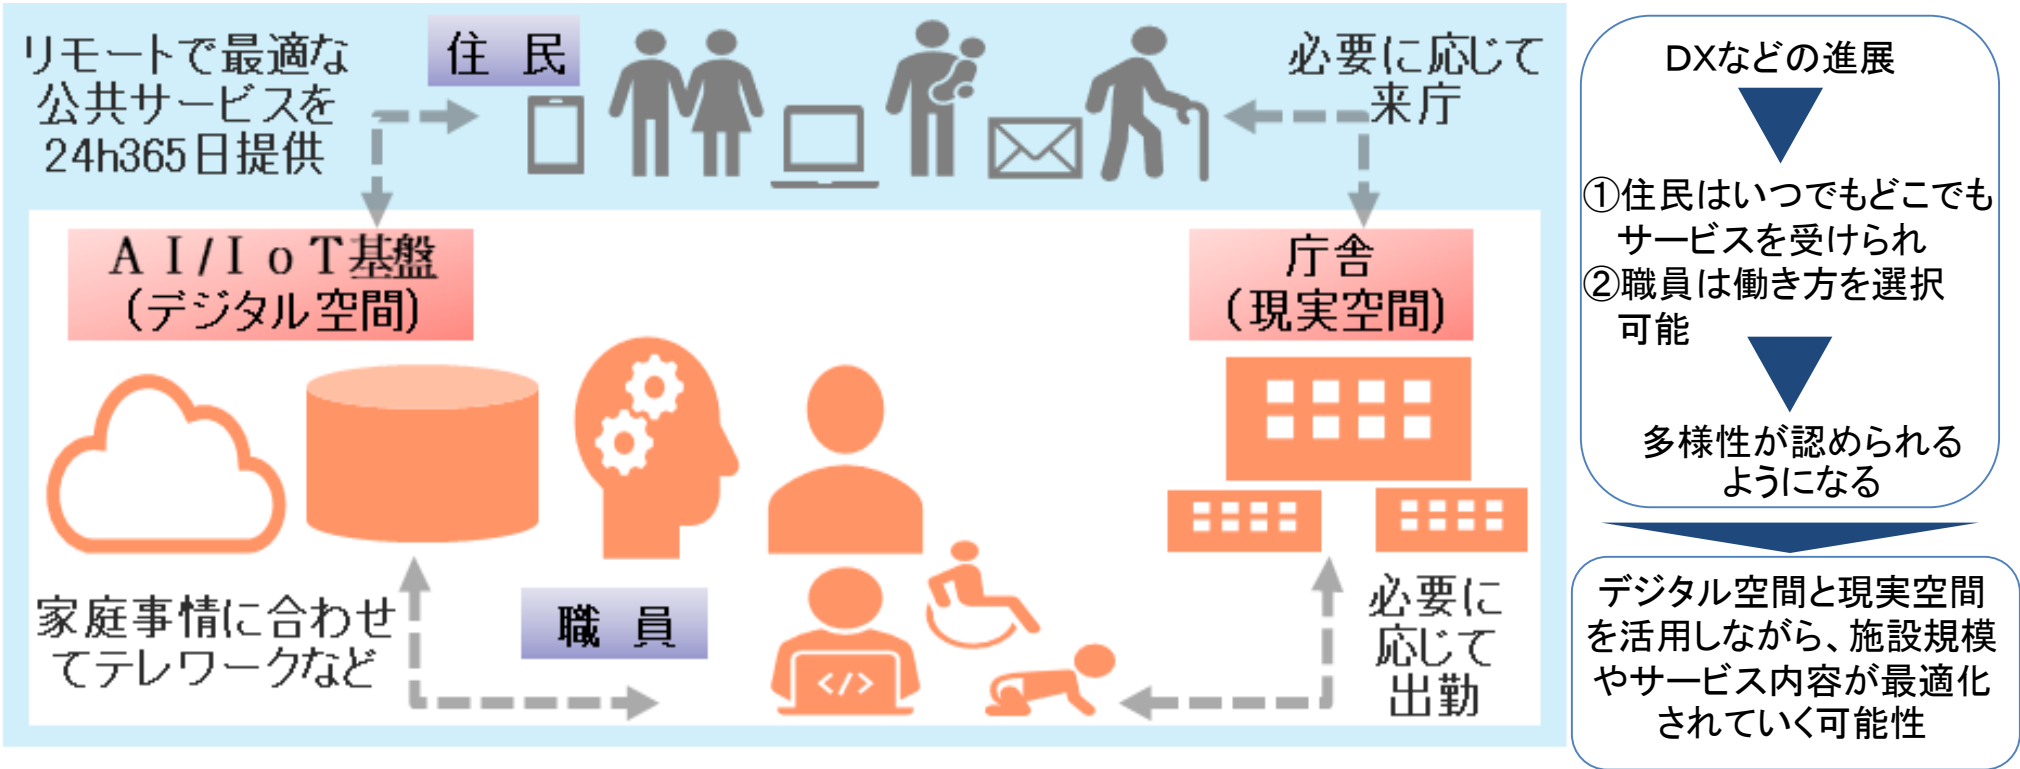 リモートで最適な
公共サービスを
24h365日提供
住 民
必要に応じて
来庁
AI/IoT基盤
(デジタル空間)
庁舎
(現実空間)
家庭事情に合わせ
てテレワークなど
職 員
</>
必要に
応じて
出勤
DXなどの進展
①住民はいつでもどこでも
サービスを受けられ
②職員は働き方を選択
可能
多様性が認められる
ようになる
デジタル空間と現実空間
を活用しながら、施設規模
やサービス内容が最適化
されていく可能性